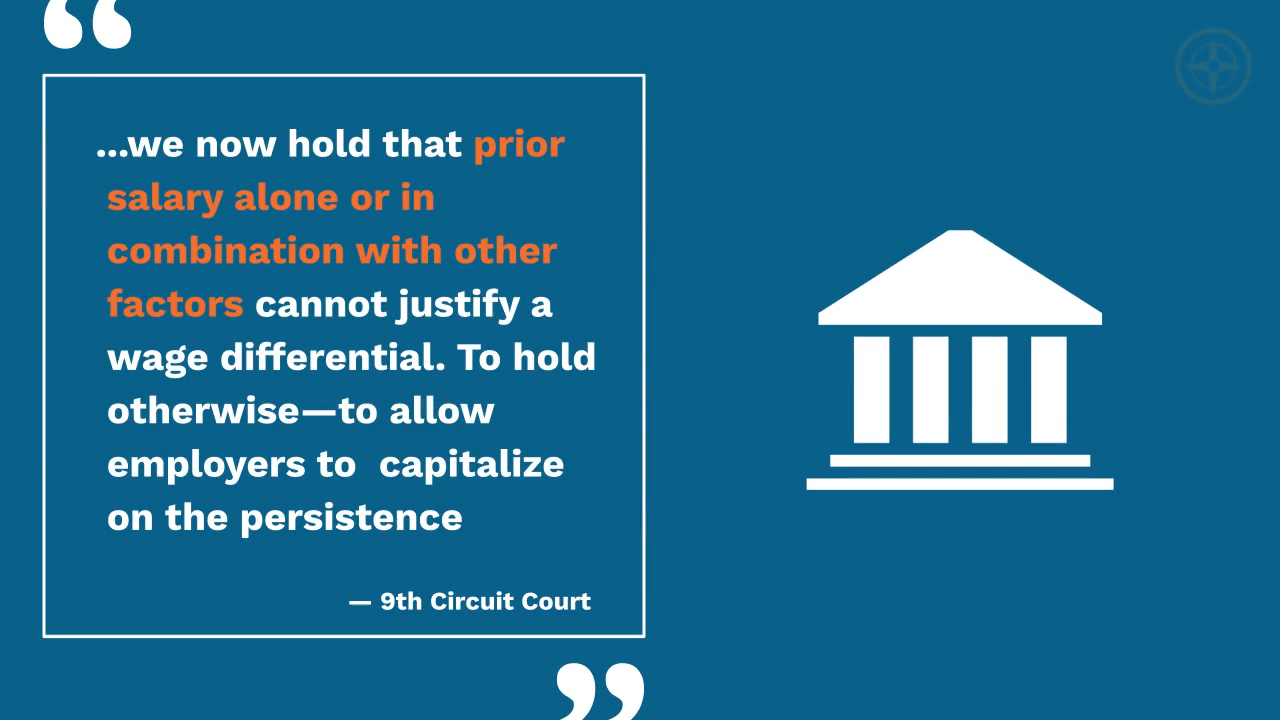 “
...we now hold that prior
salary alone or in
combination with other
factors cannot justify a
wage differential. To hold
otherwise—to allow
employers to  capitalize
on the persistence
— 9th Circuit Court
”